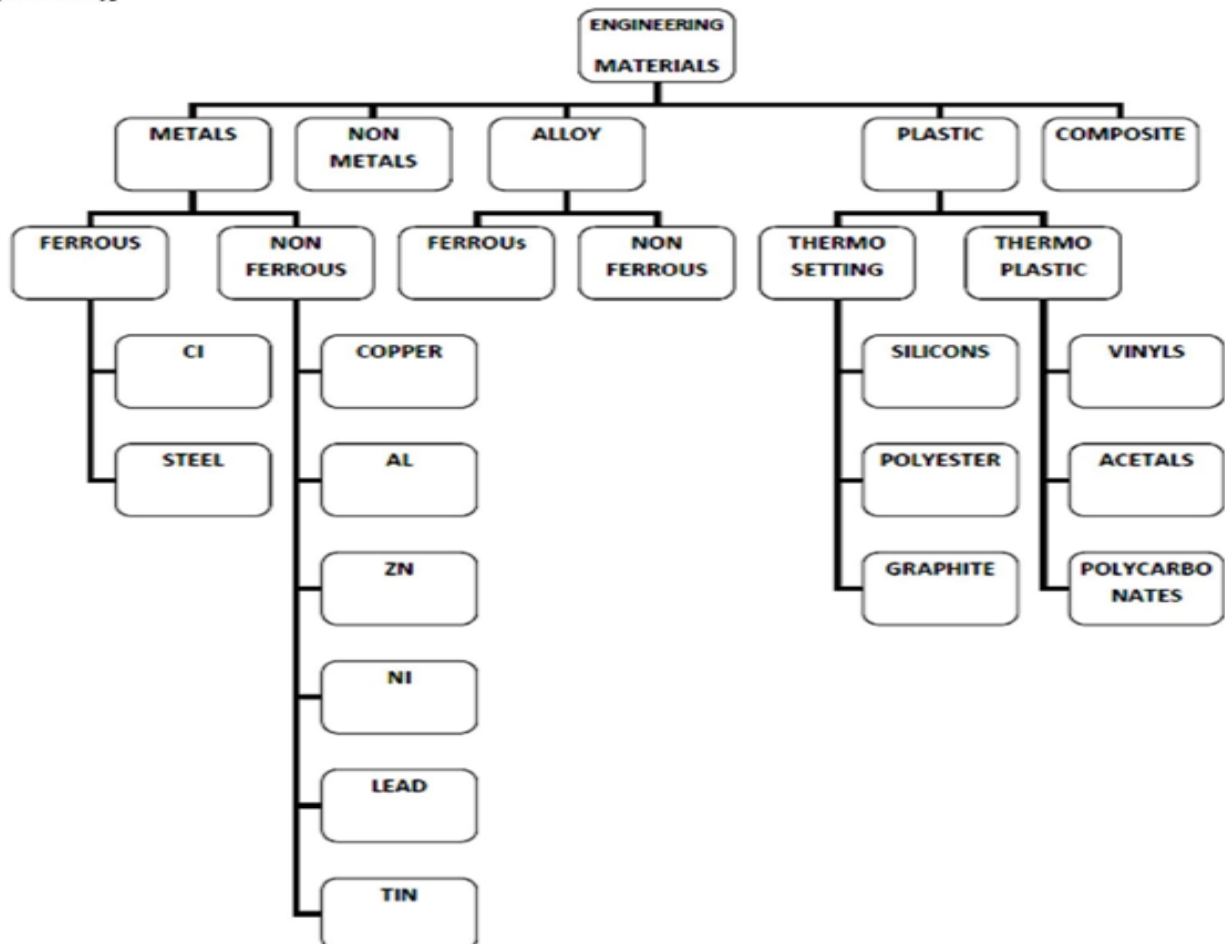 ENGINEERING
MATERIALS
METALS
NON
METALS
ALLOY
PLASTIC
COMPOSITE
FERROUS
NON
FERROUS
FERROUs
NON
FERROUS
THERMO
SETTING
THERMO
PLASTIC
CI
COPPER
SILICONS
VINYLS
STEEL
AL
POLYESTER
ACETALS
ZN
GRAPHITE
POLYCARBO
NATES
NI
LEAD
TIN